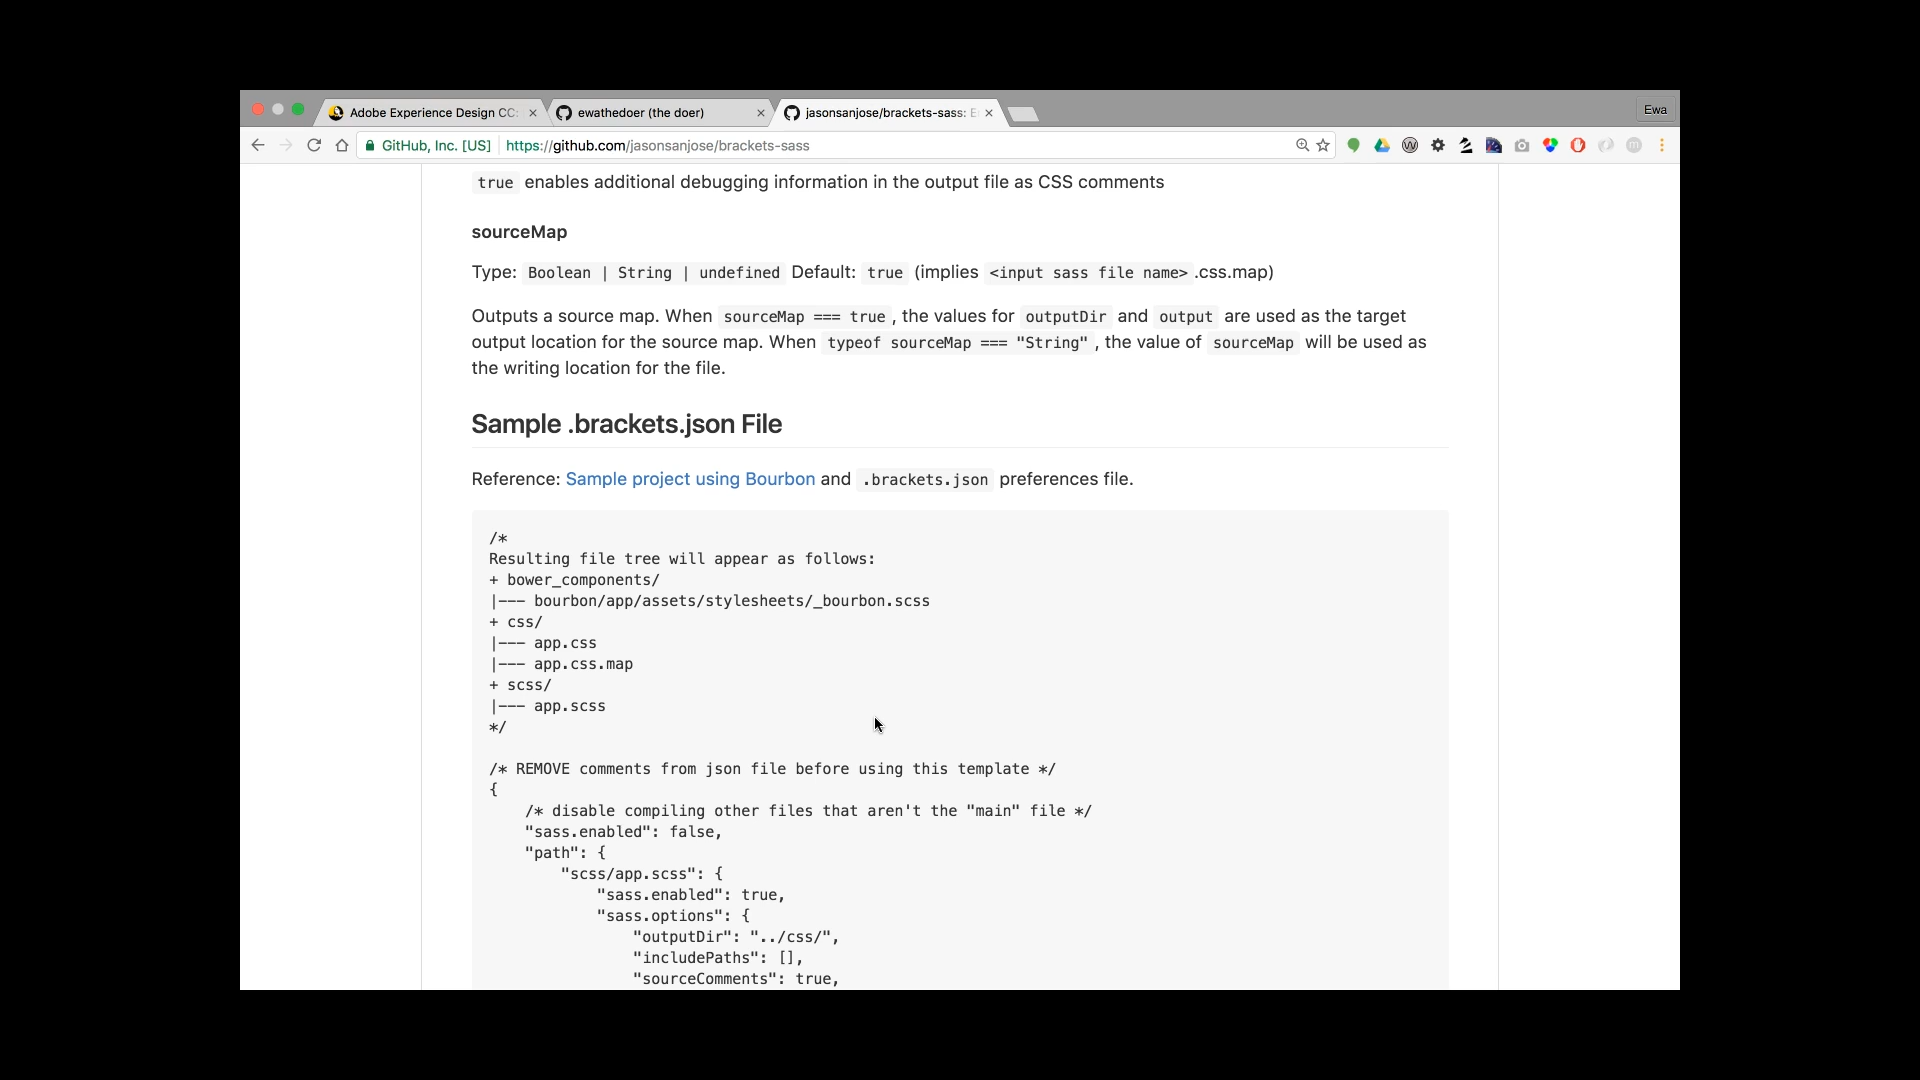 Adobe Experience Design CC:
ewathedoer (the doer)
jasonsanjose/brackets-sass: E
Ewa
GitHub, Inc. [US]
https://github.com/jasonsanjose/brackets-sass
true enables additional debugging information in the output file as CSS comments
sourceMap
Type: Boolean | String | undefined Default: true (implies <input sass file name> .css.map)
Outputs a source map. When sourceMap === true , the values for outputDir and output are used as the target
output location for the source map. When typeof sourceMap === "String" , the value of sourceMap will be used as
the writing location for the file.
Sample .brackets.json File
Reference: Sample project using Bourbon and .brackets.json preferences file.
/*
Resulting file tree will appear as follows:
+ bower_components/
|--- bourbon/app/assets/stylesheets/_bourbon.scss
+ css/
|--- app.css
|--- app.css.map
+ scss/
|--- app.scss
*/
/* REMOVE comments from json file before using this template */
{
/* disable compiling other files that aren't the "main" file */
"sass.enabled": false,
"path": {
"scss/app.scss": {
"sass.enabled": true,
"sass.options": {
"outputDir": "../css/",
"includePaths": [],
"sourceComments": true,